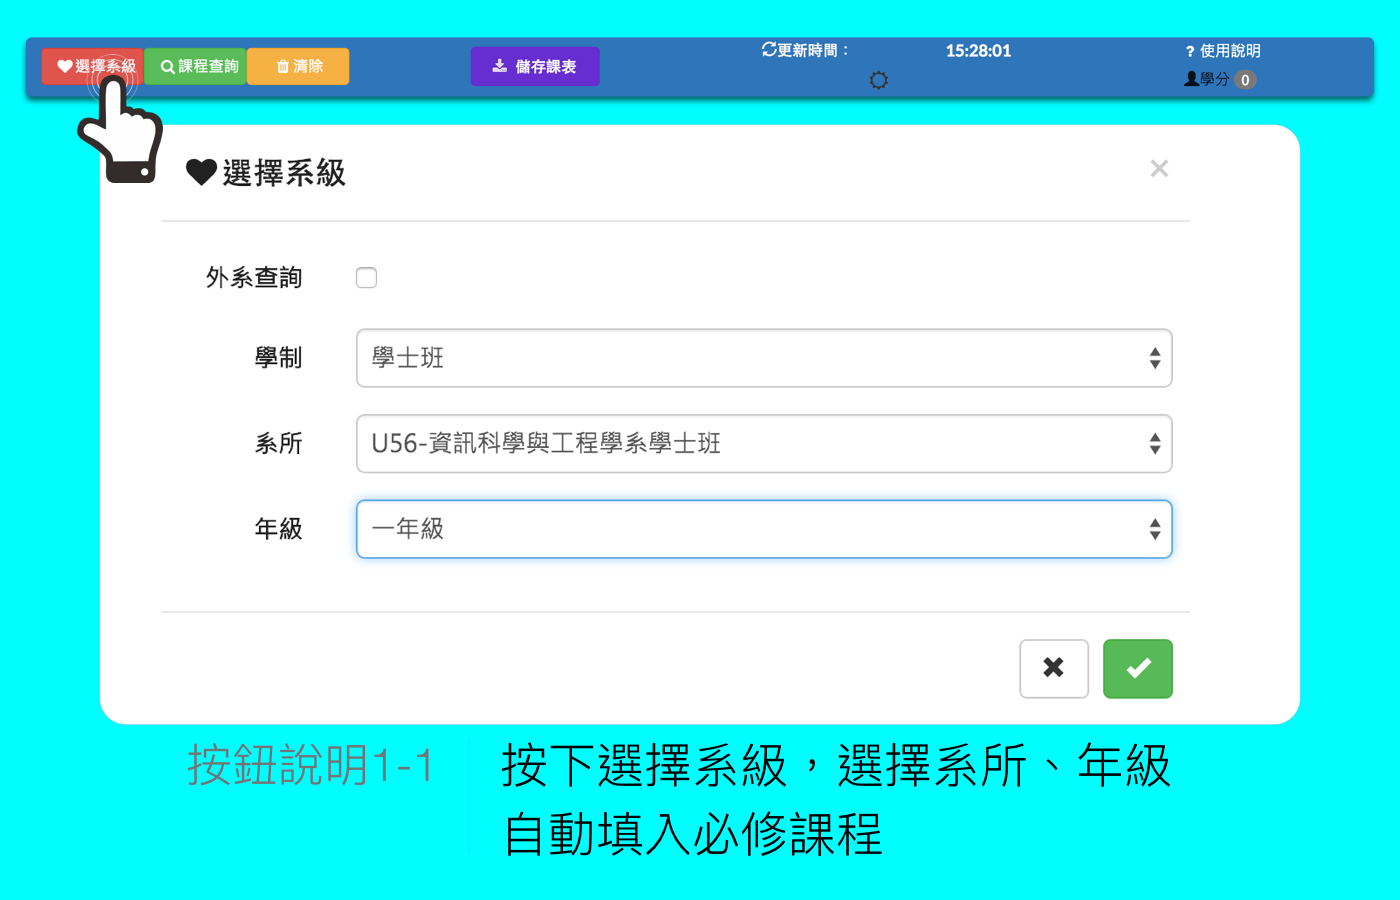 選擇系級 課程查詢 清除 儲存課表 更新時間： 15:28:01 ? 使用說明
學分 0
選擇系級 ×
外系查詢
學制 學士班
系所 U56-資訊科學與工程學系學士班
年級 一年級
按鈕說明1-1 按下選擇系級，選擇系所、年級
自動填入必修課程